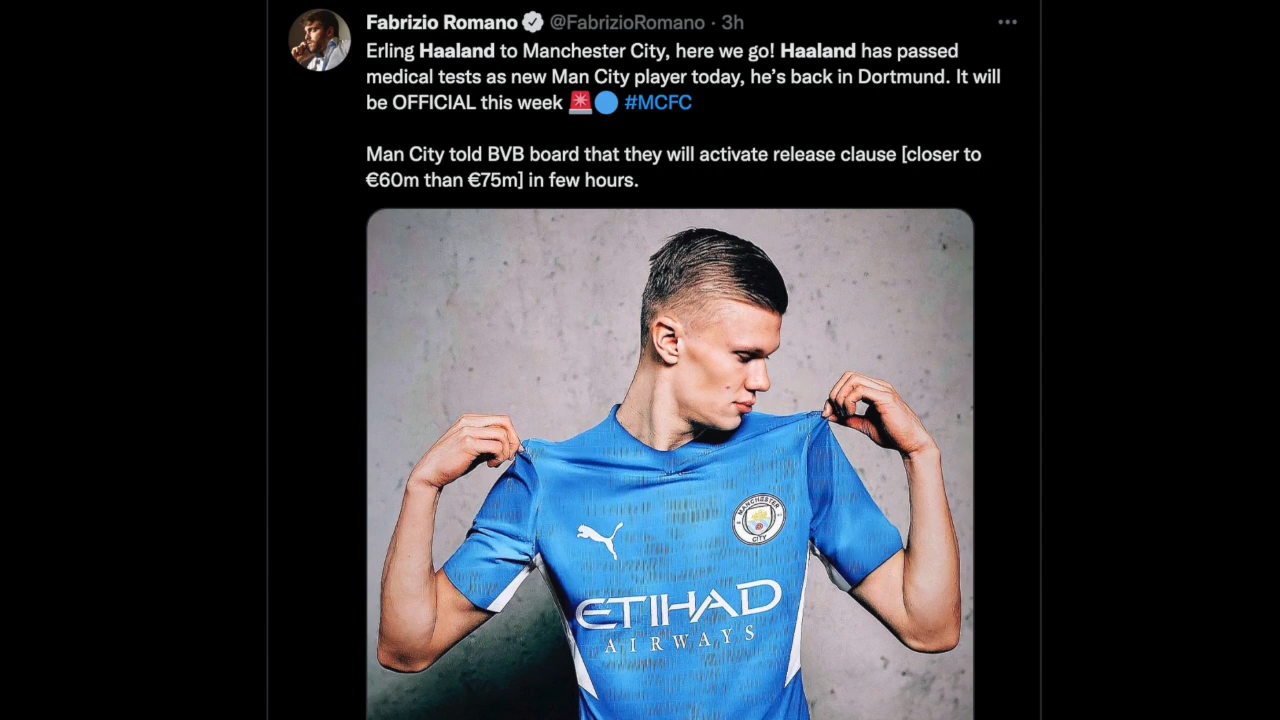 Fabrizio Romano @FabrizioRomano · 3h
Erling Haaland to Manchester City, here we go! Haaland has passed
medical tests as new Man City player today, he's back in Dortmund. It will
be OFFICIAL this week 🚨🔵 #MCFC
Man City told BVB board that they will activate release clause [closer to
€60m than €75m] in few hours.
MANCHESTER
CITY
ETIHAD
AIRWAYS